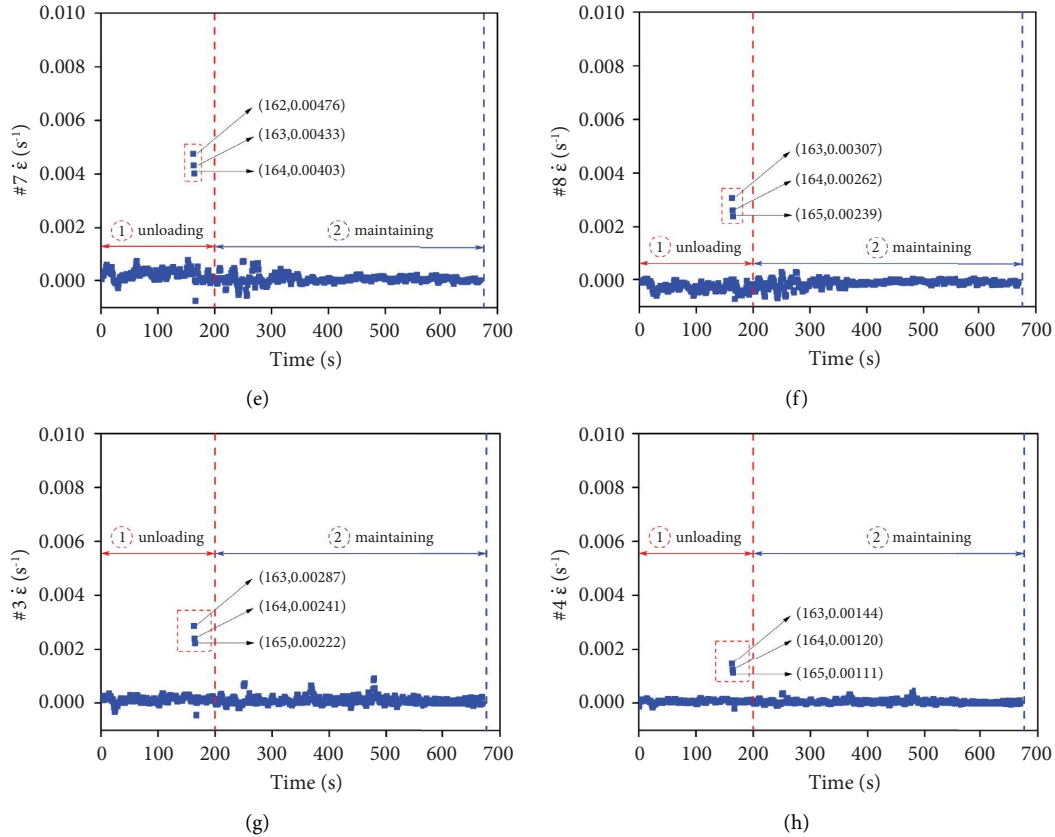 0.010
0.008
0.006
0.004
0.002
0.000
#7 ε̇ (s⁻¹)
(162,0.00476)
(163,0.00433)
(164,0.00403)
1 unloading
2 maintaining
0 100 200 300 400 500 600 700
Time (s)
(e)
0.010
0.008
0.006
0.004
0.002
0.000
#8 ε̇ (s⁻¹)
(163,0.00307)
(164,0.00262)
(165,0.00239)
1 unloading
2 maintaining
0 100 200 300 400 500 600 700
Time (s)
(f)
0.010
0.008
0.006
0.004
0.002
0.000
#3 ε̇ (s⁻¹)
1 unloading
2 maintaining
(163,0.00287)
(164,0.00241)
(165,0.00222)
0 100 200 300 400 500 600 700
Time (s)
(g)
0.010
0.008
0.006
0.004
0.002
0.000
#4 ε̇ (s⁻¹)
1 unloading
2 maintaining
(163,0.00144)
(164,0.00120)
(165,0.00111)
0 100 200 300 400 500 600 700
Time (s)
(h)